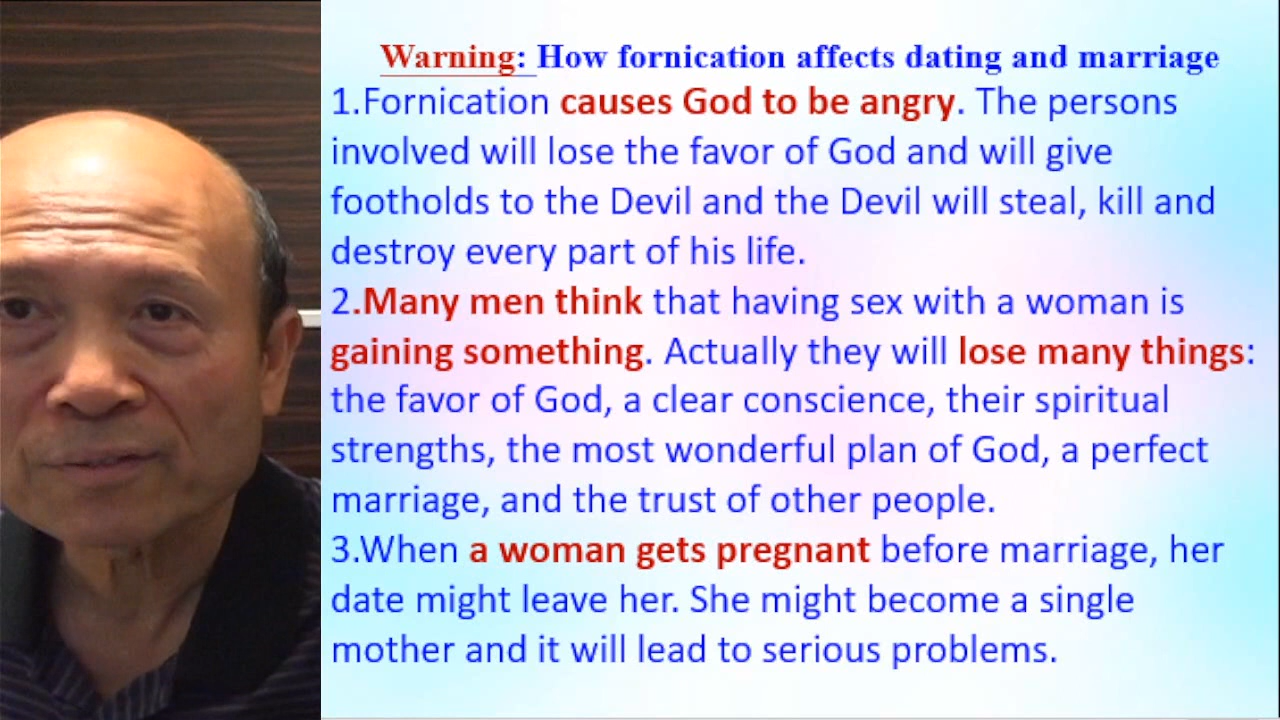 Warning: How fornication affects dating and marriage
1.Fornication causes God to be angry. The persons
involved will lose the favor of God and will give
footholds to the Devil and the Devil will steal, kill and
destroy every part of his life.
2.Many men think that having sex with a woman is
gaining something. Actually they will lose many things:
the favor of God, a clear conscience, their spiritual
strengths, the most wonderful plan of God, a perfect
marriage, and the trust of other people.
3.When a woman gets pregnant before marriage, her
date might leave her. She might become a single
mother and it will lead to serious problems.